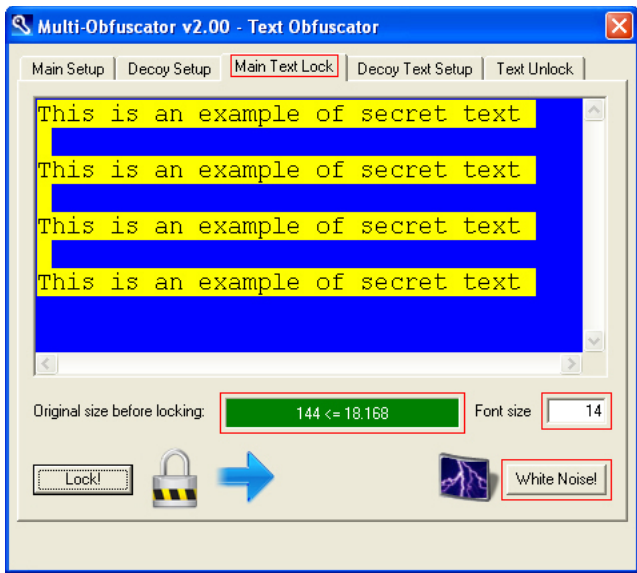 Multi-Obfuscator v2.00 - Text Obfuscator
Main Setup Decoy Setup Main Text Lock Decoy Text Setup Text Unlock
This is an example of secret text
This is an example of secret text
This is an example of secret text
This is an example of secret text
Original size before locking: 144 <= 18.168 Font size 14
Lock! White Noise!